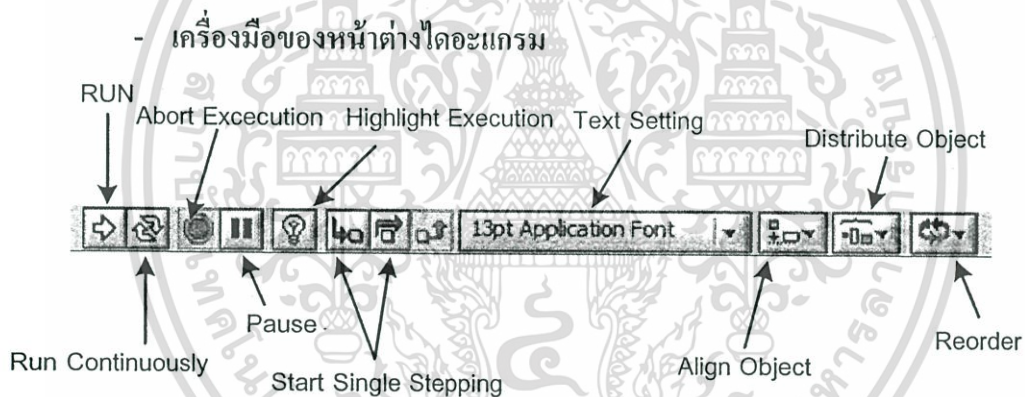 - เครื่องมือของหน้าต่างไดอะแกรม
RUN
Abort Excecution Highlight Execution Text Setting
Distribute Object
13pt Application Font
Pause
Reorder
Run Continuously
Align Object
Start Single Stepping